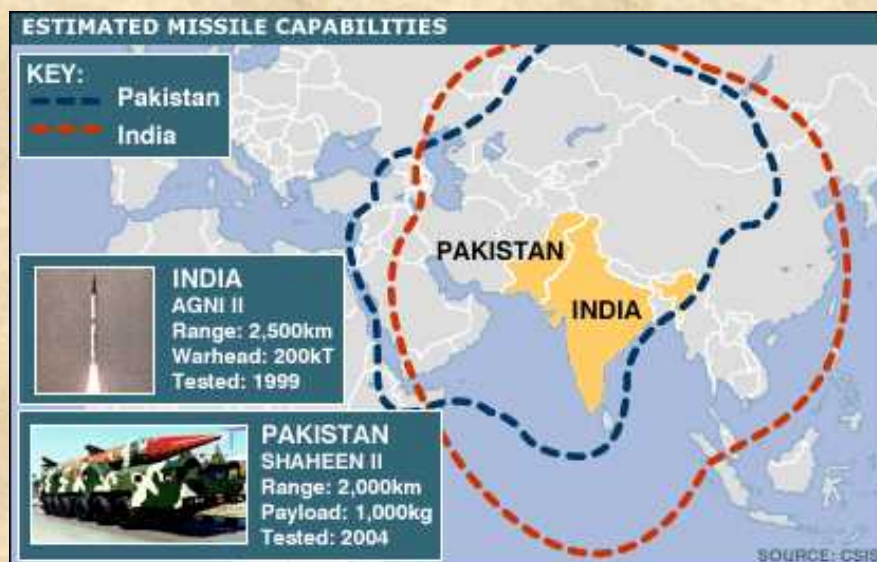 ESTIMATED MISSILE CAPABILITIES
KEY:
Pakistan
India
PAKISTAN
INDIA
INDIA
AGNI II
Range: 2,500km
Warhead: 200kT
Tested: 1999
PAKISTAN
SHAHEEN II
Range: 2,000km
Payload: 1,000kg
Tested: 2004
SOURCE: CSIS